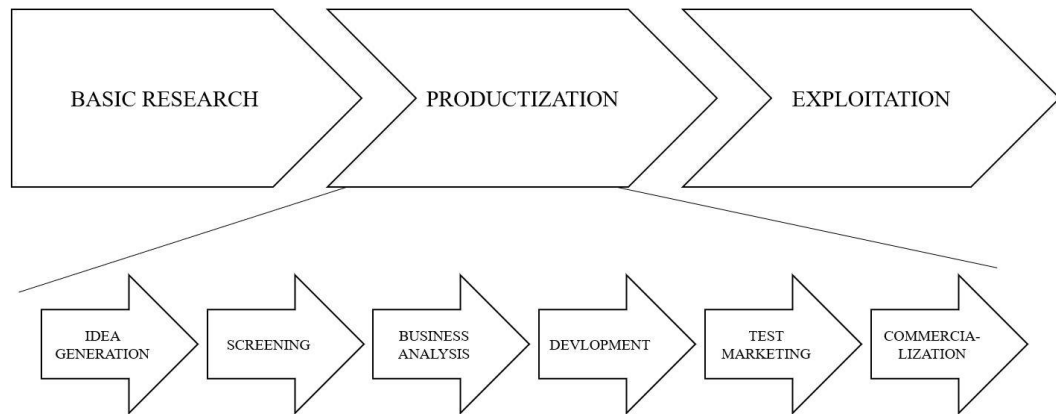 BASIC RESEARCH
PRODUCTIZATION
EXPLOITATION
IDEA
GENERATION
SCREENING
BUSINESS
ANALYSIS
DEVLOPMENT
TEST
MARKETING
COMMERCIA-
LIZATION